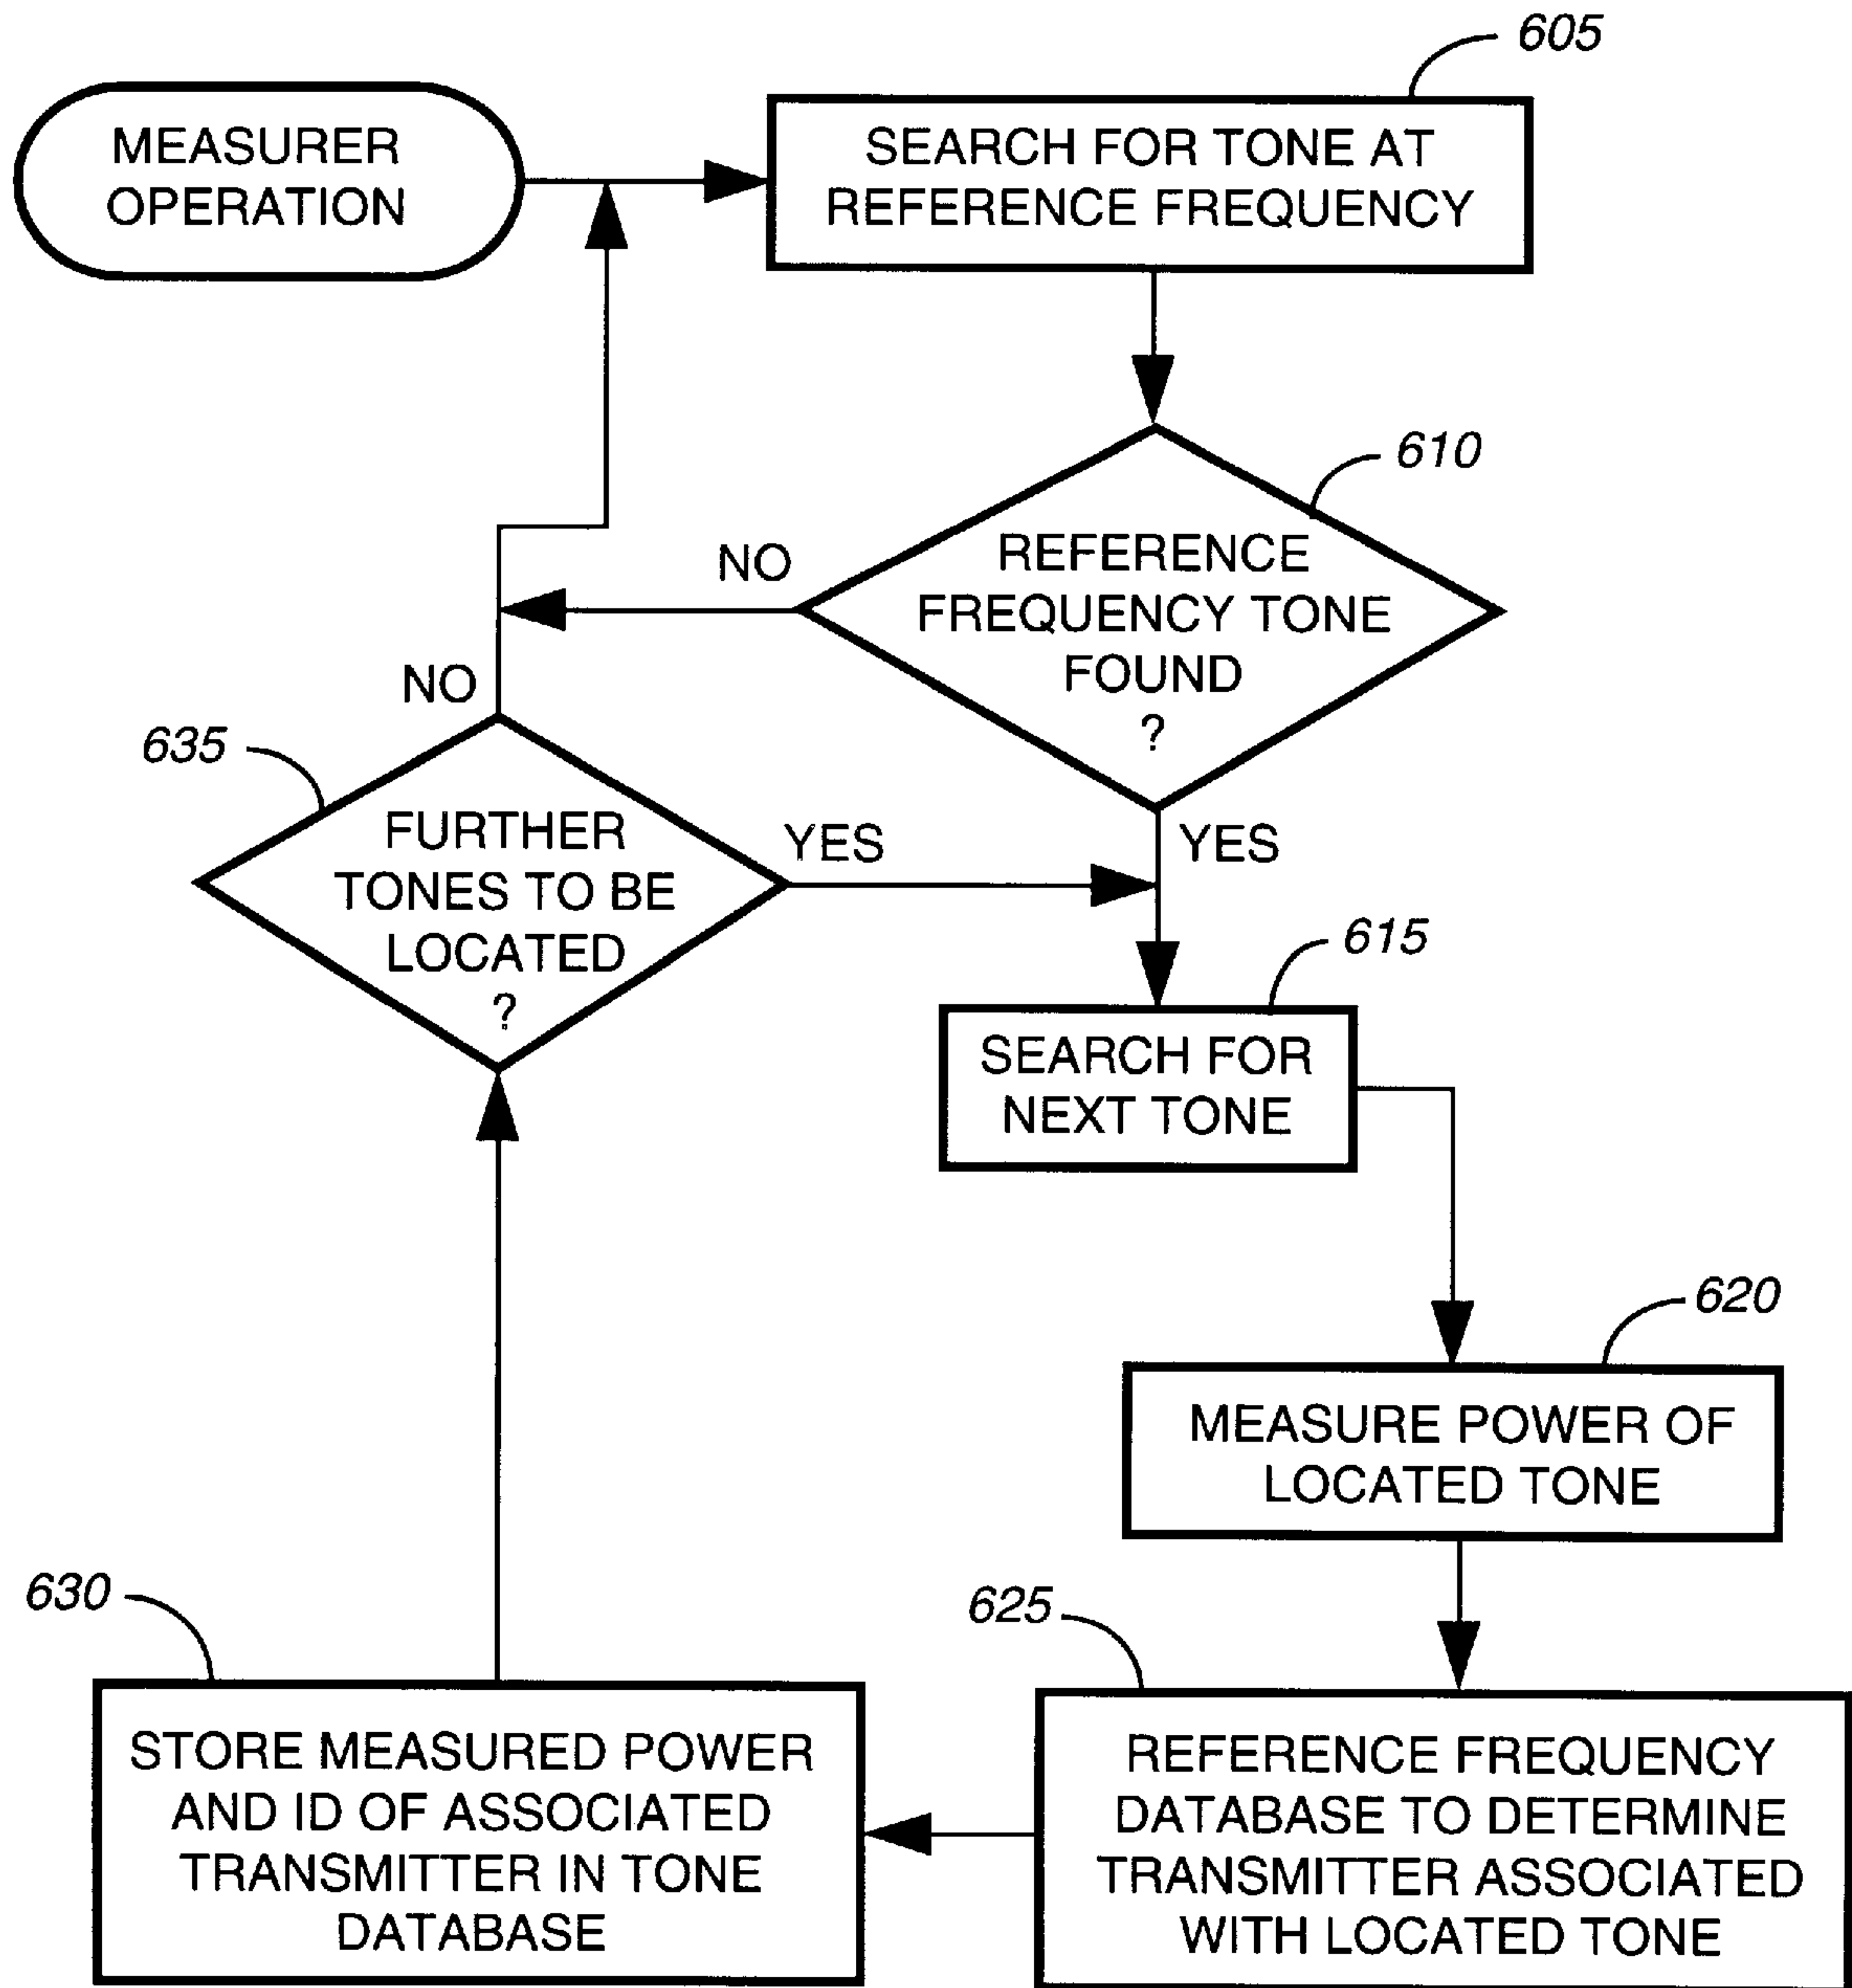 MEASURER
OPERATION
605
SEARCH FOR TONE AT
REFERENCE FREQUENCY
610
REFERENCE
FREQUENCY TONE
FOUND
?
NO
YES
NO
635
FURTHER
TONES TO BE
LOCATED
?
YES
615
SEARCH FOR
NEXT TONE
620
MEASURE POWER OF
LOCATED TONE
625
REFERENCE FREQUENCY
DATABASE TO DETERMINE
TRANSMITTER ASSOCIATED
WITH LOCATED TONE
630
STORE MEASURED POWER
AND ID OF ASSOCIATED
TRANSMITTER IN TONE
DATABASE